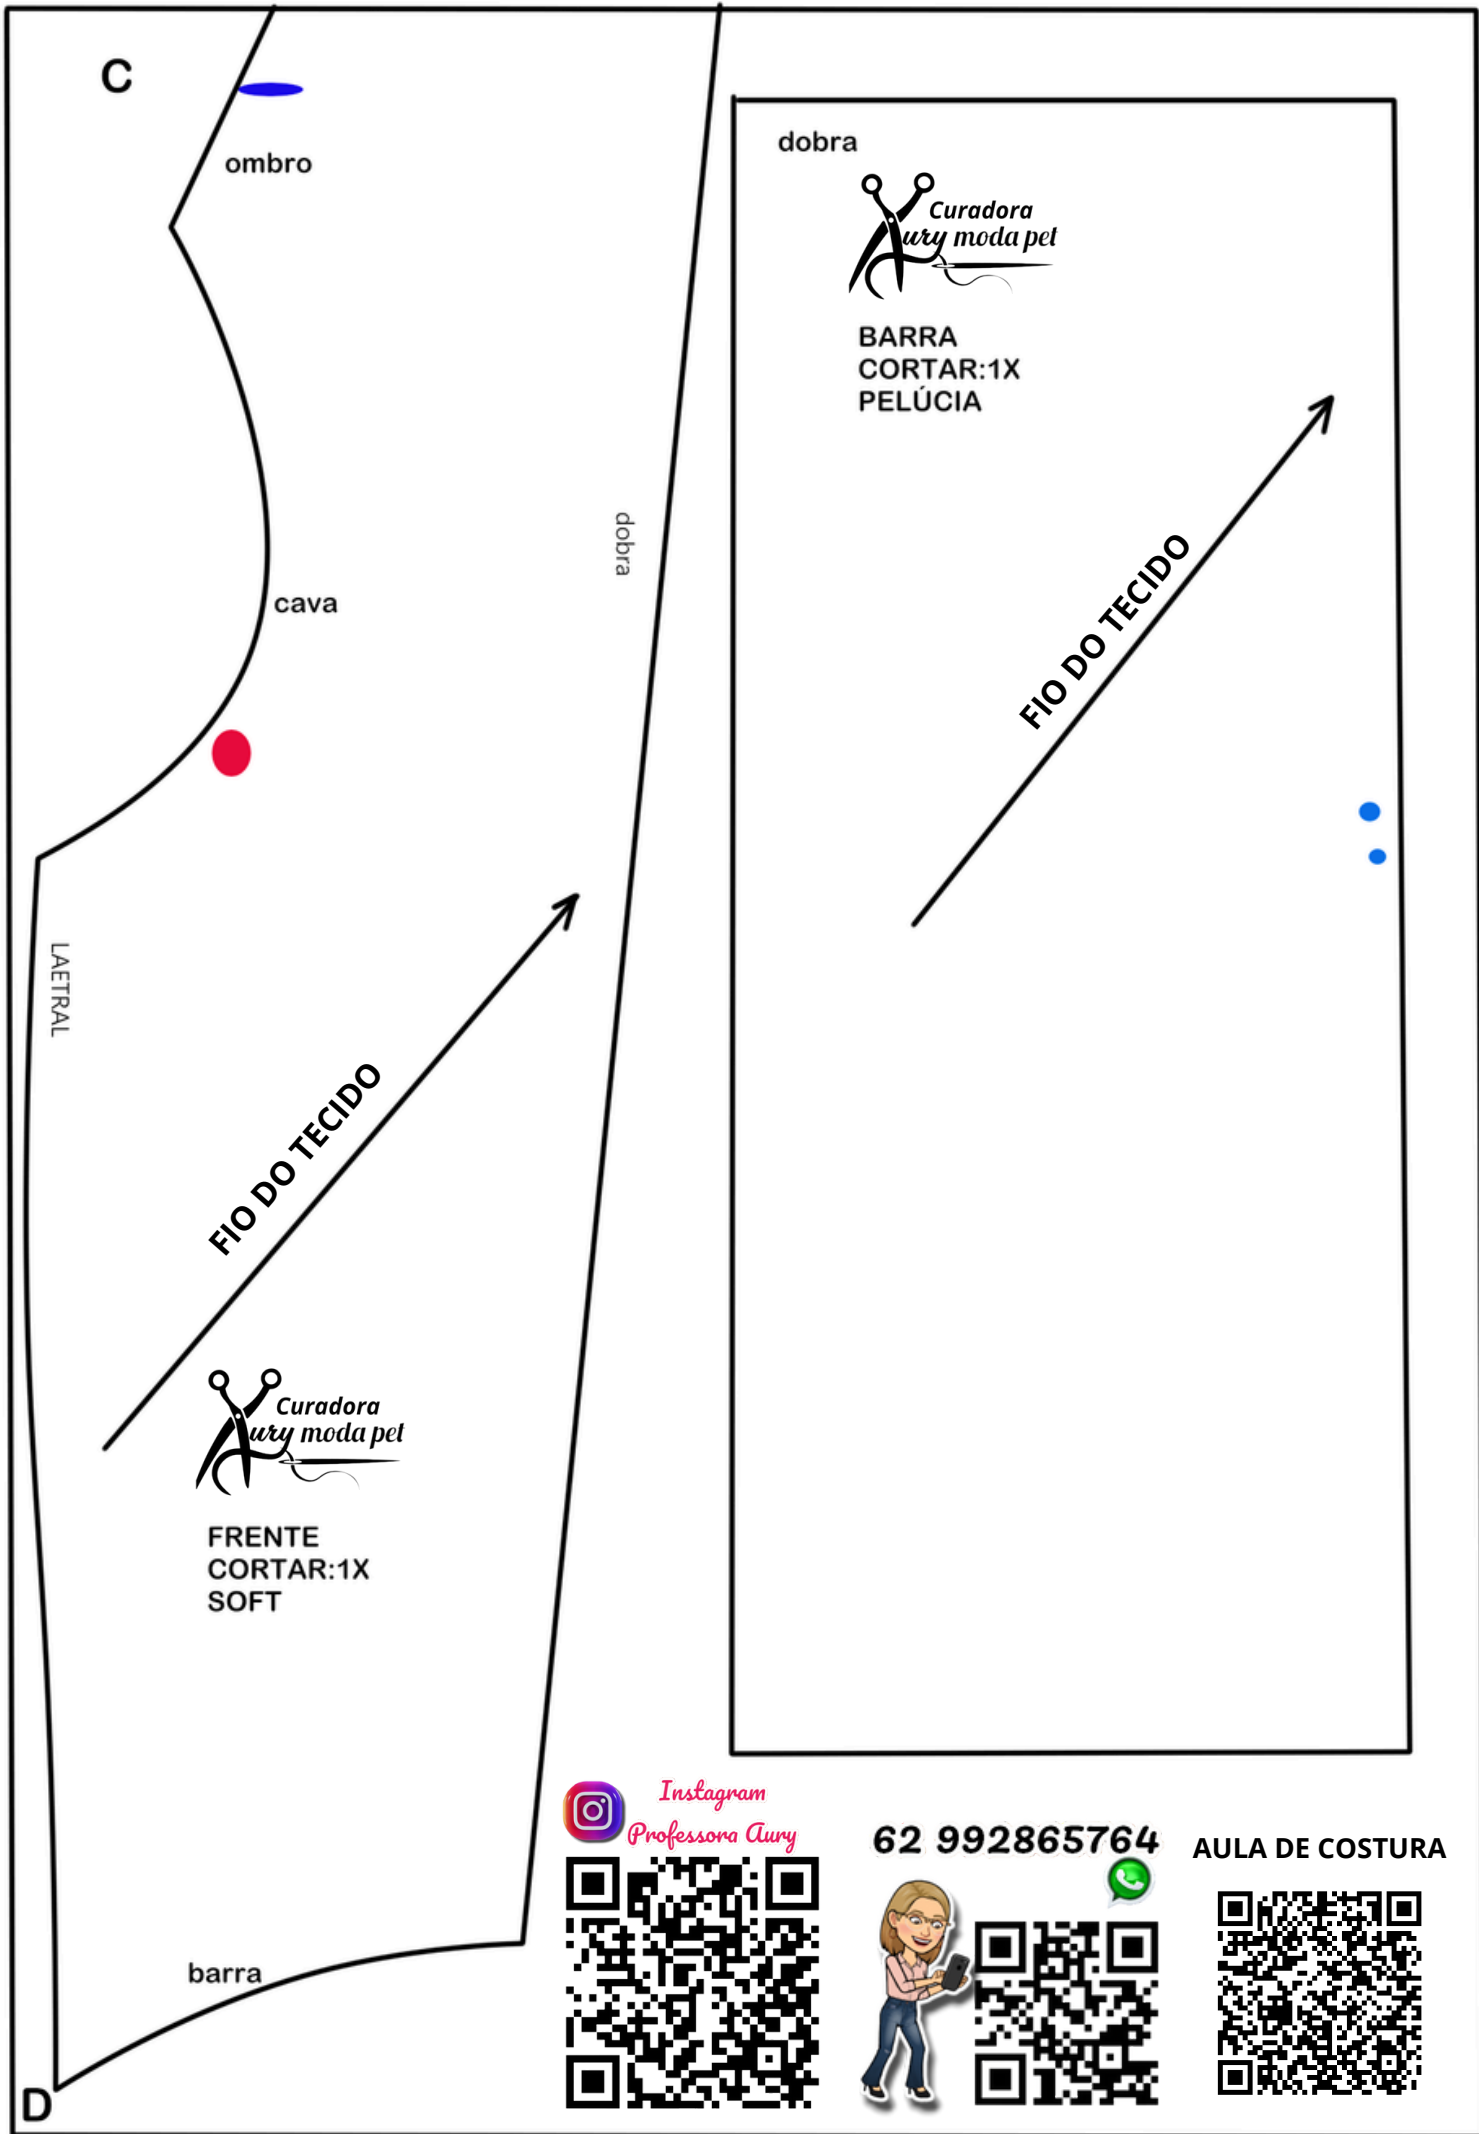 C
ombro
cava
dobra
LAETRAL
FIO DO TECIDO
Curadora
Aury moda pet
FRENTE
CORTAR:1X
SOFT
barra
D
dobra
Curadora
Aury moda pet
BARRA
CORTAR:1X
PELÚCIA
FIO DO TECIDO
Instagram
Professora Aury
62 992865764
AULA DE COSTURA